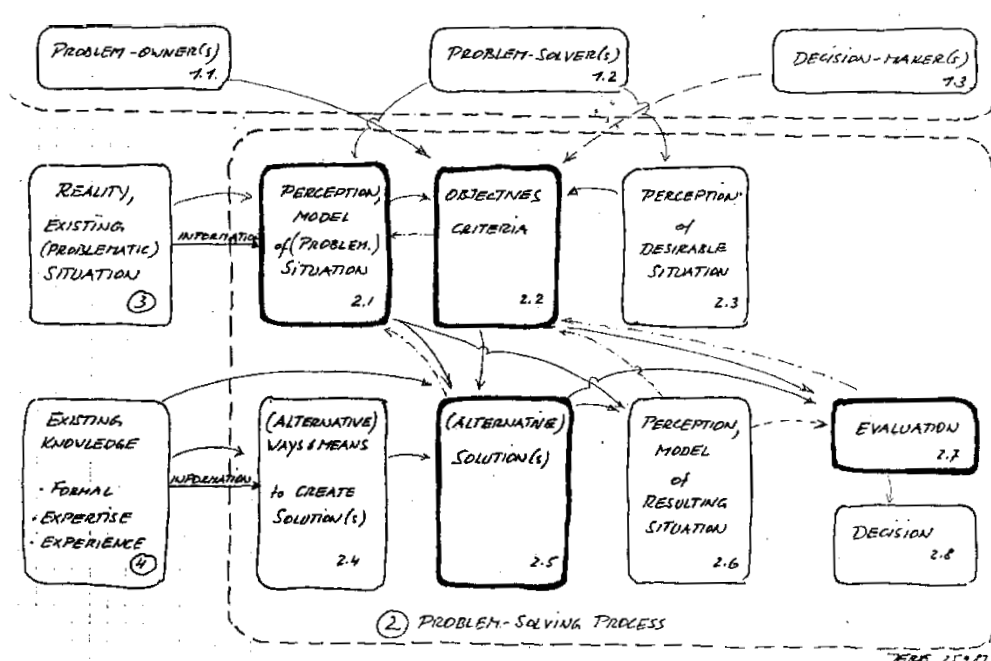 PROBLEM-OWNER(S)
1.1.
PROBLEM-SOLVER(S)
1.2
DECISION-MAKER(S)
1.3
REALITY,
EXISTING
(PROBLEMATIC)
SITUATION
3
INFORMATION
PERCEPTION,
MODEL
of (PROBLEM.)
SITUATION
2.1
OBJECTIVES
CRITERIA
2.2
PERCEPTION
of
DESIRABLE
SITUATION
2.3
EXISTING
KNOWLEDGE
• FORMAL
• EXPERTISE
• EXPERIENCE
4
INFORMATION
(ALTERNATIVE)
WAYS & MEANS
to CREATE
SOLUTION(s)
2.4
(ALTERNATIVE)
SOLUTION(s)
2.5
PERCEPTION,
MODEL
of
RESULTING
SITUATION
2.6
EVALUATION
2.7
DECISION
2.8
2 PROBLEM-SOLVING PROCESS